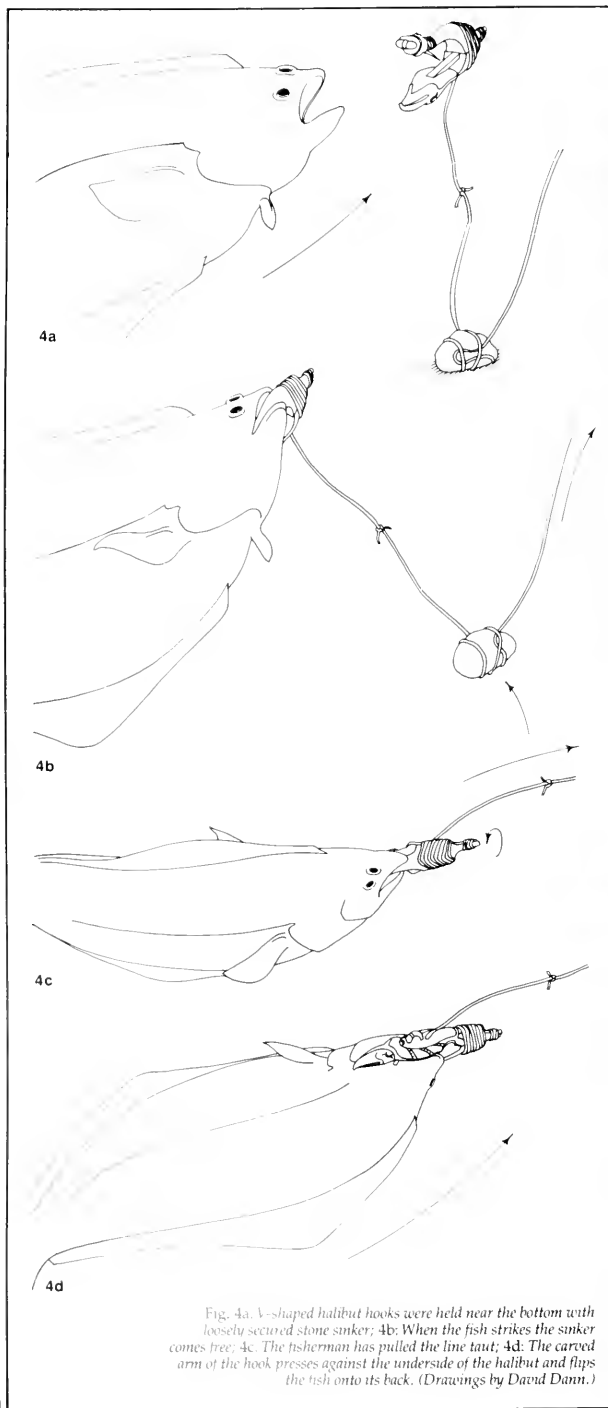 4a
4b
4c
4d
Fig. 4a. V-shaped halibut hooks were held near the bottom with
loosely secured stone sinker; 4b: When the fish strikes the sinker
comes free; 4c. The fisherman has pulled the line taut; 4d: The carved
arm of the hook presses against the underside of the halibut and flips
the fish onto its back. (Drawings by David Dann.)